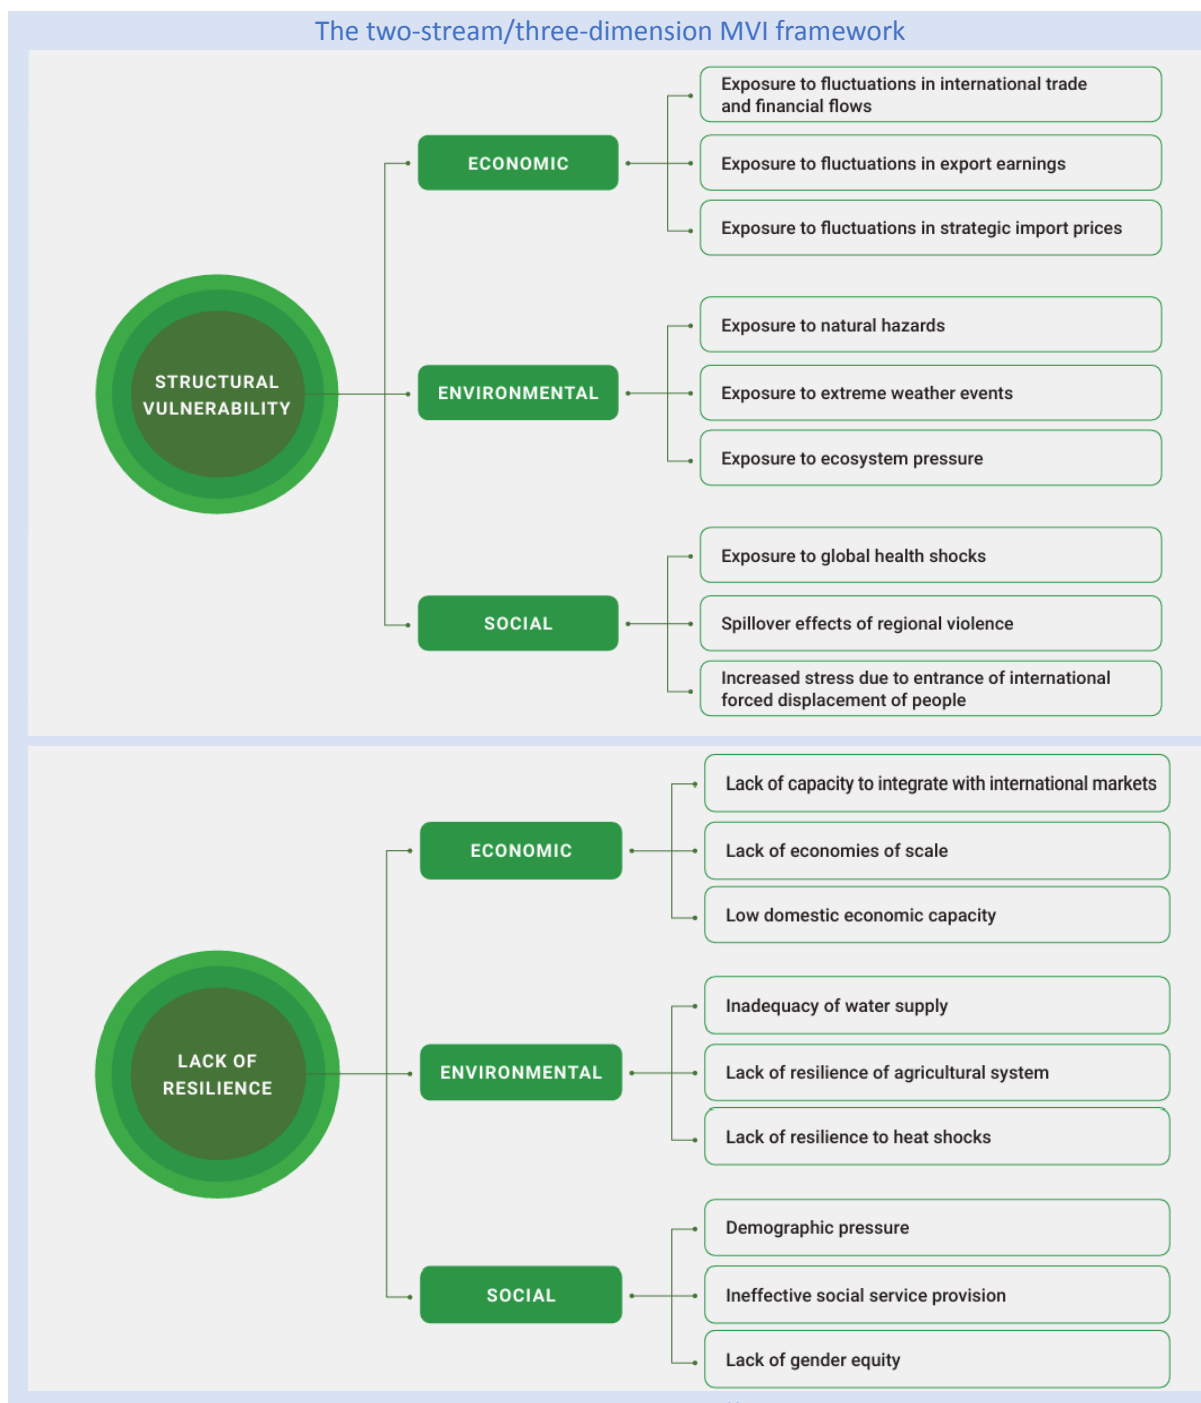 The two-stream/three-dimension MVI framework
STRUCTURAL
VULNERABILITY
ECONOMIC
Exposure to fluctuations in international trade
and financial flows
Exposure to fluctuations in export earnings
Exposure to fluctuations in strategic import prices
ENVIRONMENTAL
Exposure to natural hazards
Exposure to extreme weather events
Exposure to ecosystem pressure
SOCIAL
Exposure to global health shocks
Spillover effects of regional violence
Increased stress due to entrance of international
forced displacement of people
LACK OF
RESILIENCE
ECONOMIC
Lack of capacity to integrate with international markets
Lack of economies of scale
Low domestic economic capacity
ENVIRONMENTAL
Inadequacy of water supply
Lack of resilience of agricultural system
Lack of resilience to heat shocks
SOCIAL
Demographic pressure
Ineffective social service provision
Lack of gender equity